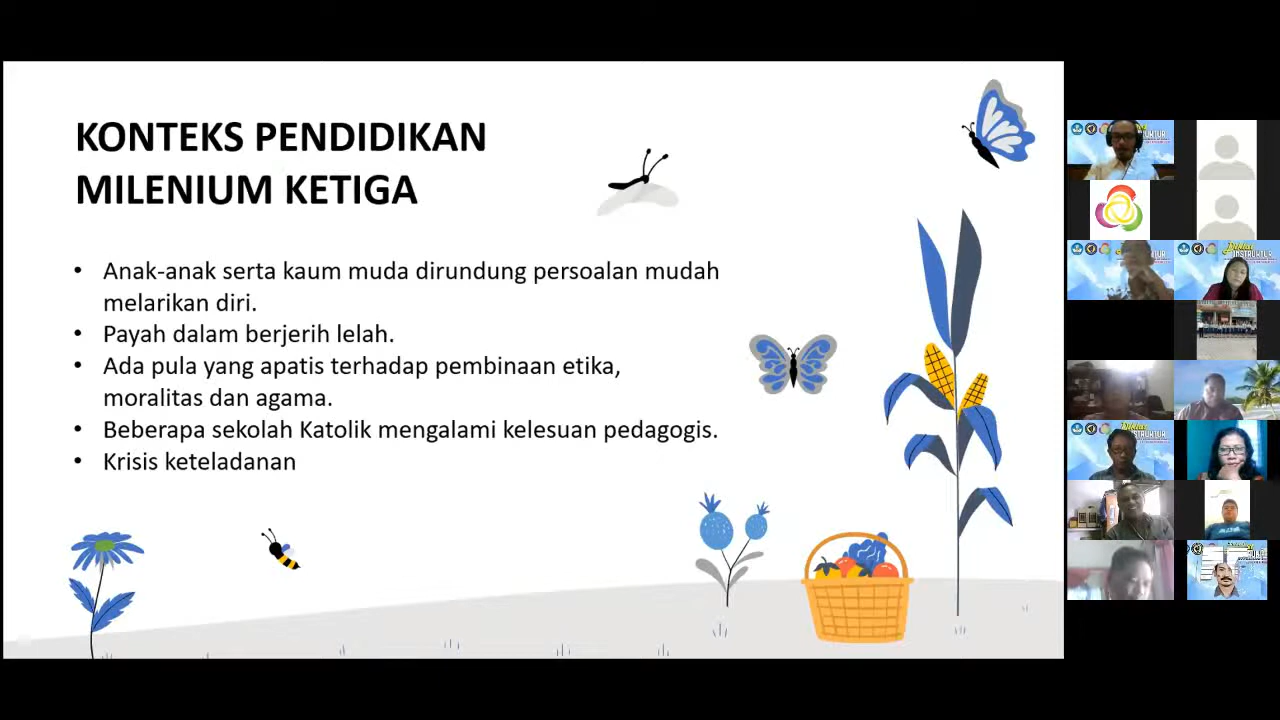 KONTEKS PENDIDIKAN
MILENIUM KETIGA
• Anak-anak serta kaum muda dirundung persoalan mudah
melarikan diri.
• Payah dalam berjerih lelah.
• Ada pula yang apatis terhadap pembinaan etika,
moralitas dan agama.
• Beberapa sekolah Katolik mengalami kelesuan pedagogis.
• Krisis keteladanan
INSTRUKTUR